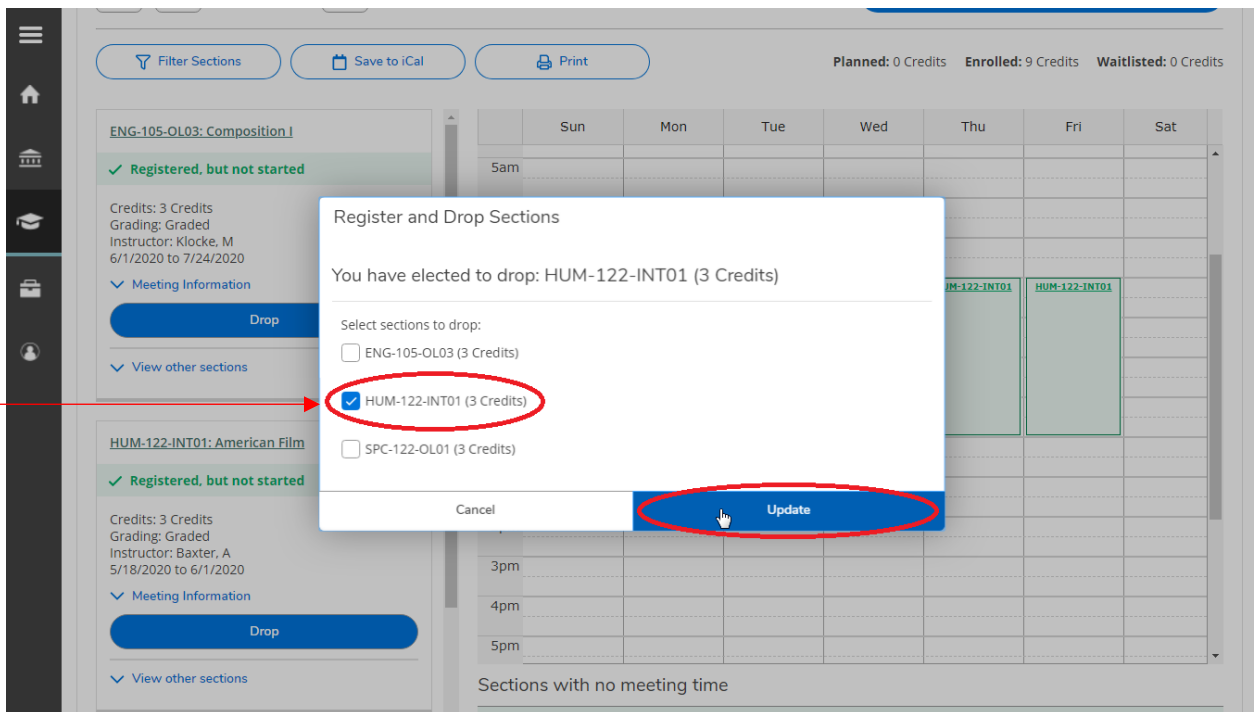 Filter Sections
Save to iCal
Print
Planned: 0 Credits Enrolled: 9 Credits Waitlisted: 0 Credits
ENG-105-OL03: Composition I
Registered, but not started
Credits: 3 Credits
Grading: Graded
Instructor: Klocke, M
6/1/2020 to 7/24/2020
Meeting Information
Drop
View other sections
HUM-122-INT01: American Film
Registered, but not started
Credits: 3 Credits
Grading: Graded
Instructor: Baxter, A
5/18/2020 to 6/1/2020
Meeting Information
Drop
View other sections
Sun Mon Tue Wed Thu Fri Sat
5am
UM-122-INT01
HUM-122-INT01
3pm
4pm
5pm
Sections with no meeting time
Register and Drop Sections
You have elected to drop: HUM-122-INT01 (3 Credits)
Select sections to drop:
ENG-105-OL03 (3 Credits)
HUM-122-INT01 (3 Credits)
SPC-122-OL01 (3 Credits)
Cancel
Update